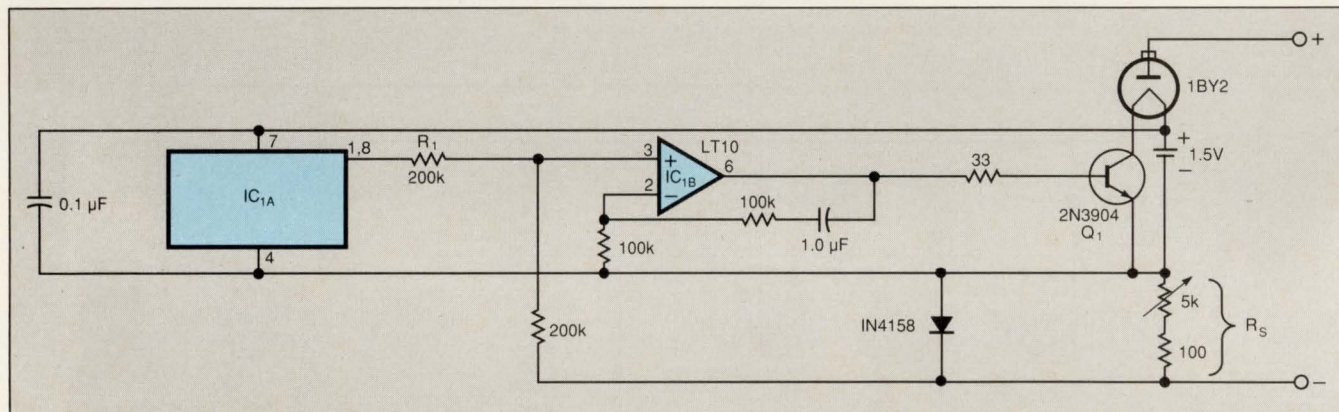 +
1BY2
7
1,8
R1
200k
3
+
LT10
6
IC1B
2
−
33
+
1.5V
−
IC1A
0.1 µF
100k
1.0 µF
2N3904
Q1
4
100k
5k
RS
100
200k
IN4158
−